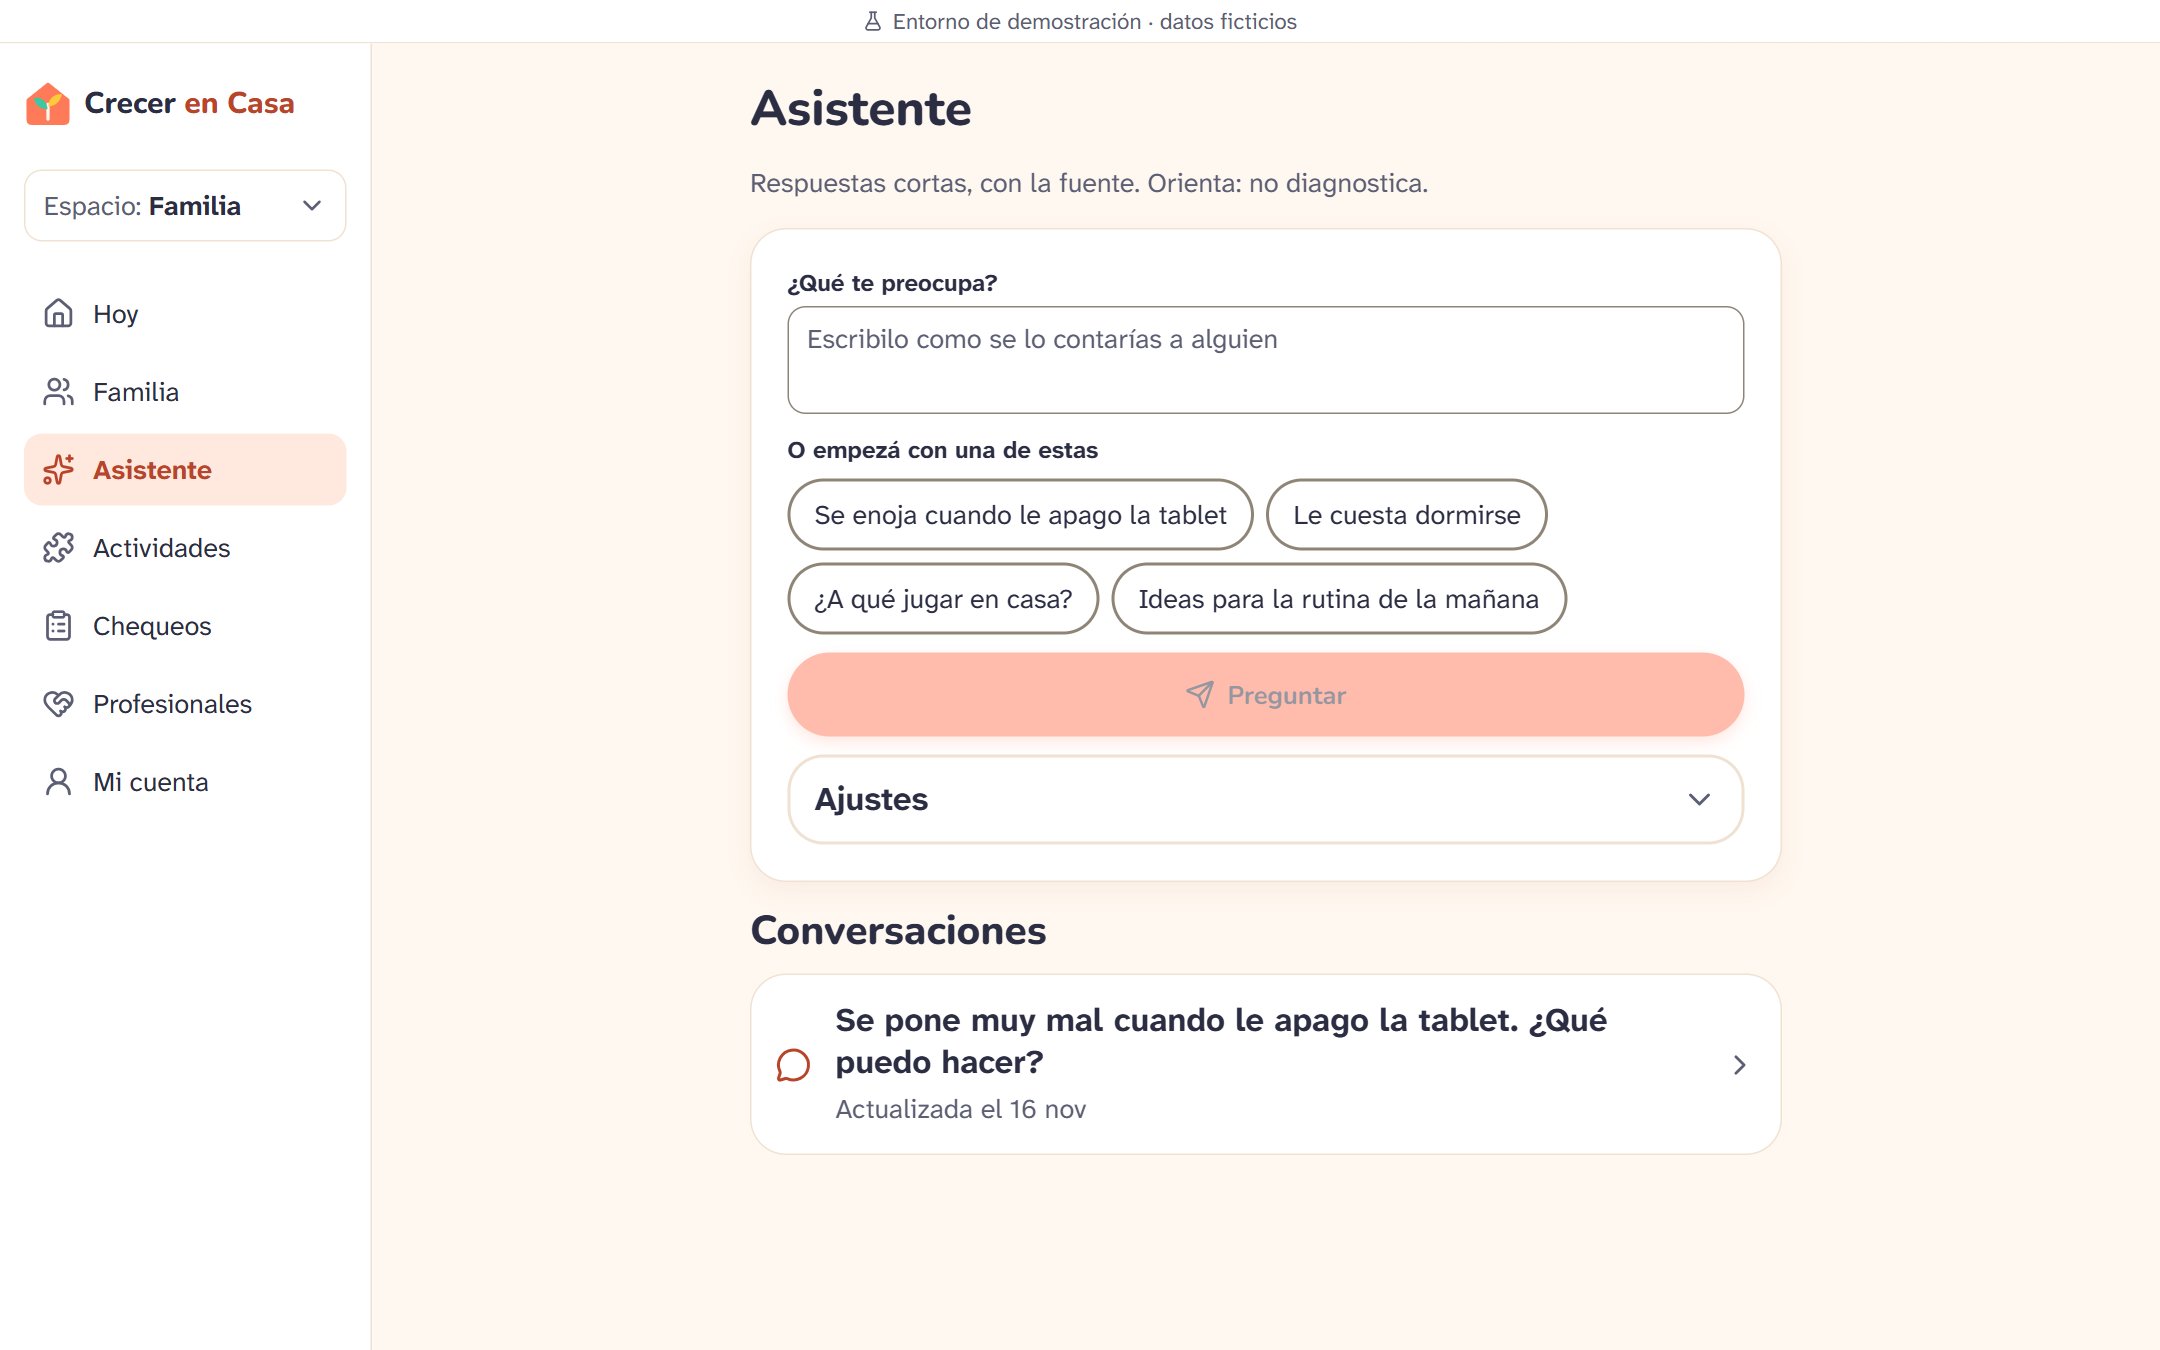 Entorno de demostración · datos ficticios
Crecer en Casa
Espacio: Familia
Hoy
Familia
Asistente
Actividades
Chequeos
Profesionales
Mi cuenta
Asistente
Respuestas cortas, con la fuente. Orienta: no diagnostica.
¿Qué te preocupa?
Escribilo como se lo contarías a alguien
O empezá con una de estas
Se enoja cuando le apago la tablet
Le cuesta dormirse
¿A qué jugar en casa?
Ideas para la rutina de la mañana
Preguntar
Ajustes
Conversaciones
Se pone muy mal cuando le apago la tablet. ¿Qué
puedo hacer?
Actualizada el 16 nov